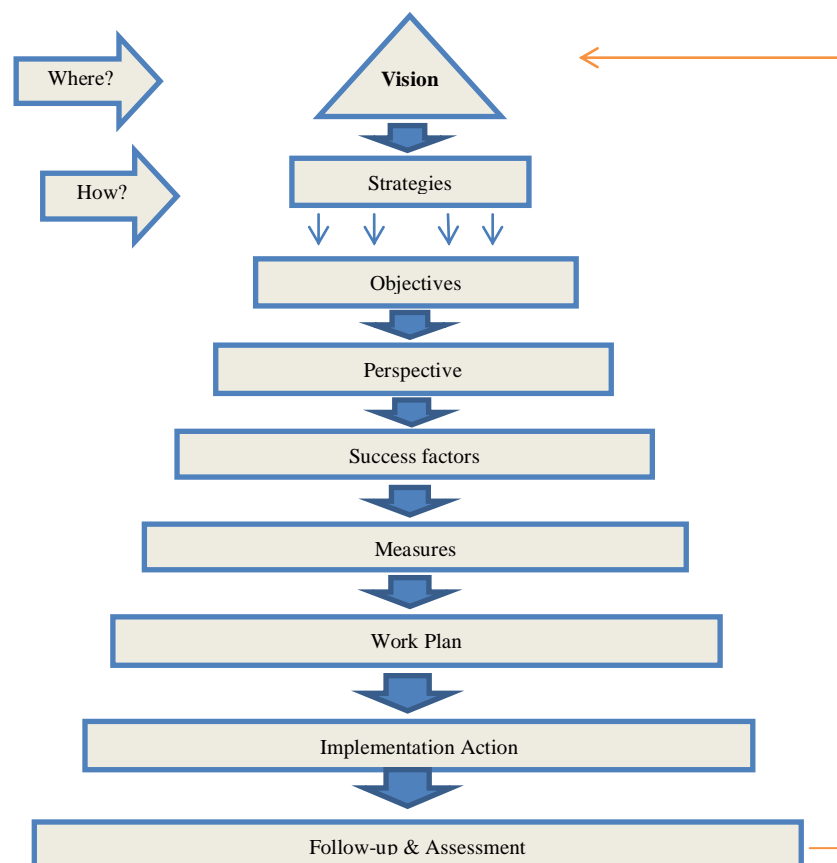 Where?
Vision
How?
Strategies
Objectives
Perspective
Success factors
Measures
Work Plan
Implementation Action
Follow-up & Assessment